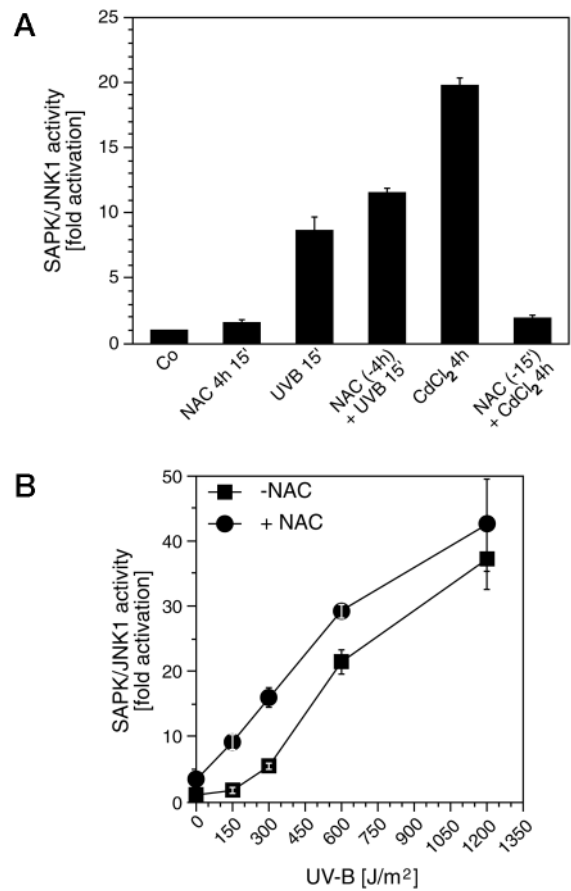 A
SAPK/JNK1 activity
[fold activation]
25
20
15
10
5
0
Co
NAC 4h 15'
UVB 15'
NAC (-4h)
+ UVB 15'
CdCl2 4h
NAC (-15')
+ CdCl2 4h
B
SAPK/JNK1 activity
[fold activation]
50
40
30
20
10
0
-NAC
+ NAC
0
150
300
450
600
750
900
1050
1200
1350
UV-B [J/m²]